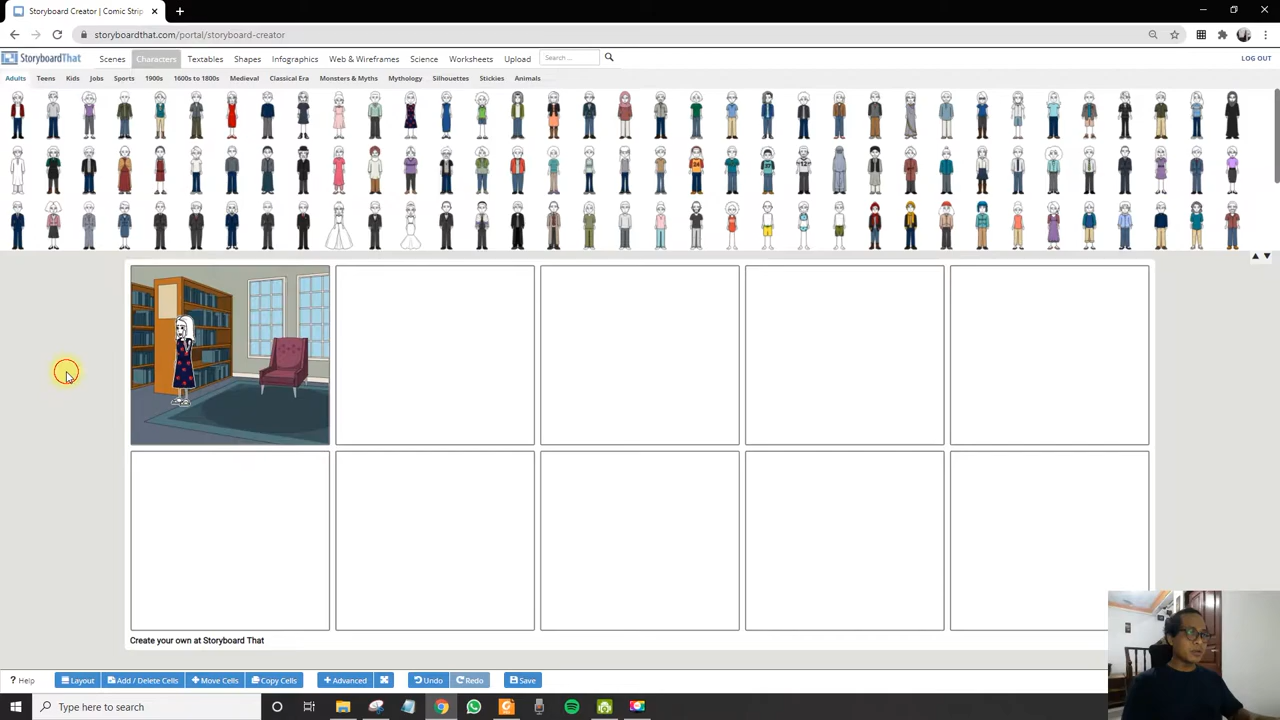 Storyboard Creator | Comic Strip
storyboardthat.com/portal/storyboard-creator
StoryboardThat
Scenes Characters Textables Shapes Infographics Web & Wireframes Science Worksheets Upload Search ...
LOG OUT
Adults Teens Kids Jobs Sports 1900s 1600s to 1800s Medieval Classical Era Monsters & Myths Mythology Silhouettes Stickies Animals
Create your own at Storyboard That
? Help Layout Add / Delete Cells Move Cells Copy Cells Advanced Undo Redo Save
Type here to search